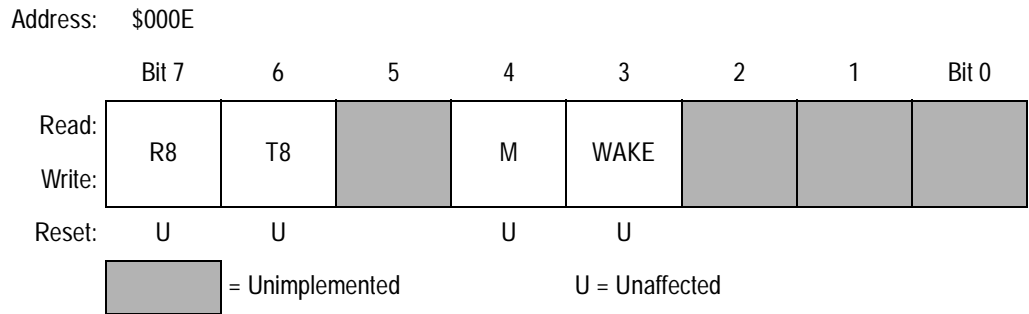 Address: $000E
Bit 7 6 5 4 3 2 1 Bit 0
Read:
R8 T8 M WAKE
Write:
Reset: U U U U
= Unimplemented U = Unaffected